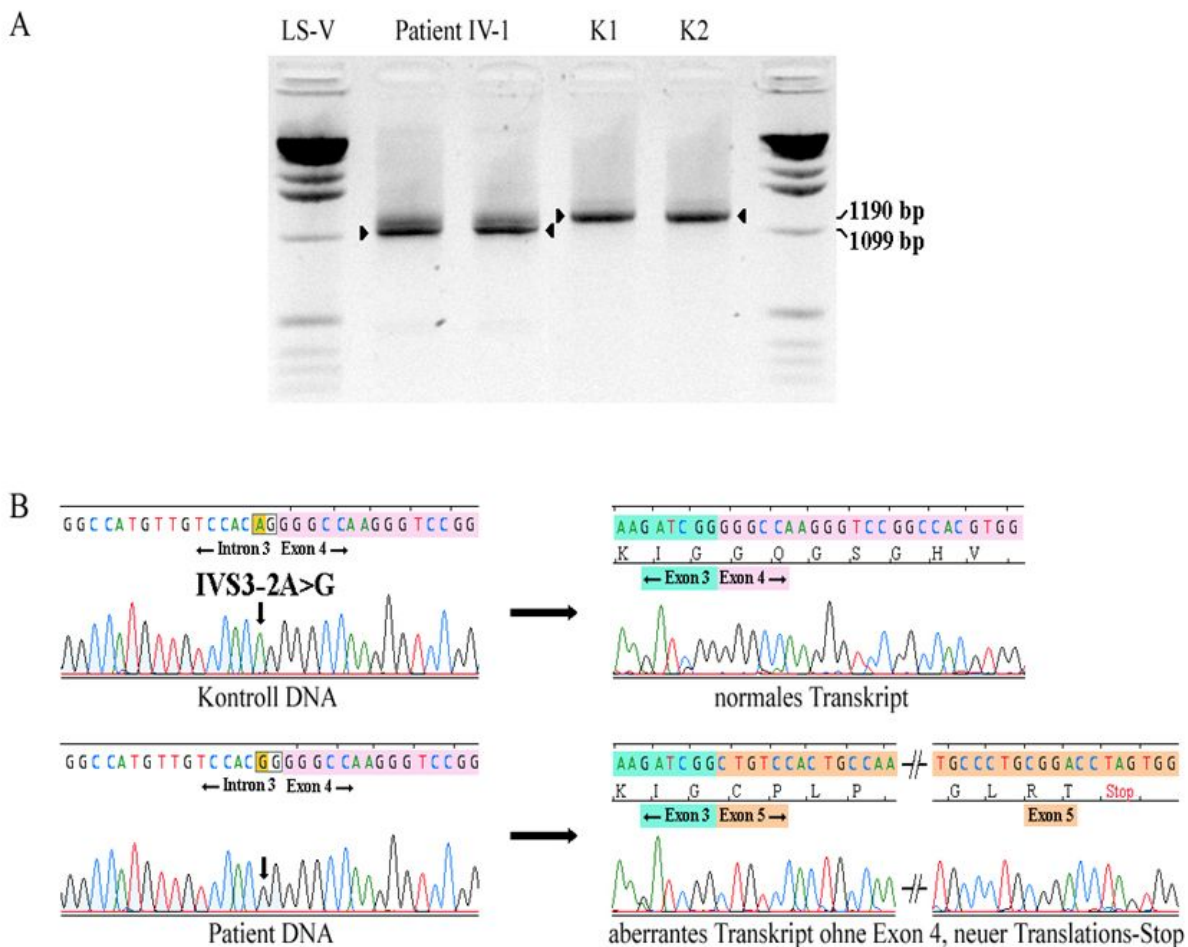 A
LS-V Patient IV-1 K1 K2
1190 bp
1099 bp
B
GGCCATGTTGTCCACAGGGGCCAAGGGTCCGG
← Intron 3 Exon 4 →
IVS3-2A>G
Kontroll DNA
AAGATCGGGGGCCAAGGGTCCGGCCACGTGG
K I G G Q G S G H V
← Exon 3 Exon 4 →
normales Transkript
GGCCATGTTGTCCACGGGGGCCAAGGGTCCGG
← Intron 3 Exon 4 →
Patient DNA
AAGATCGGCTGTCCACTGCCAA TGCCCTGCGGACCTAGTGG
K I G C P L P G L R T Stop
← Exon 3 Exon 5 → Exon 5
aberrantes Transkript ohne Exon 4, neuer Translations-Stop